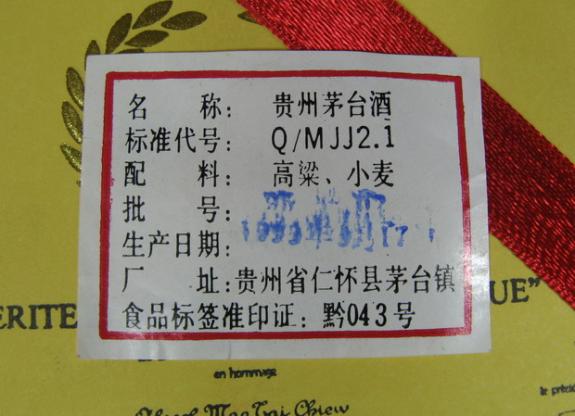 名 称： 贵州茅台酒
标准代号： Q/MJJ2.1
配 料： 高粱、小麦
批 号：
生产日期：
厂 址：贵州省仁怀县茅台镇
食品标签准印证：黔043号
ERITE
UE"
en hommage